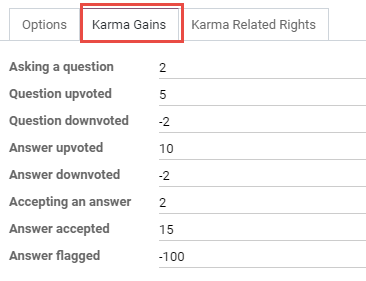 Options Karma Gains Karma Related Rights
Asking a question 2
Question upvoted 5
Question downvoted -2
Answer upvoted 10
Answer downvoted -2
Accepting an answer 2
Answer accepted 15
Answer flagged -100